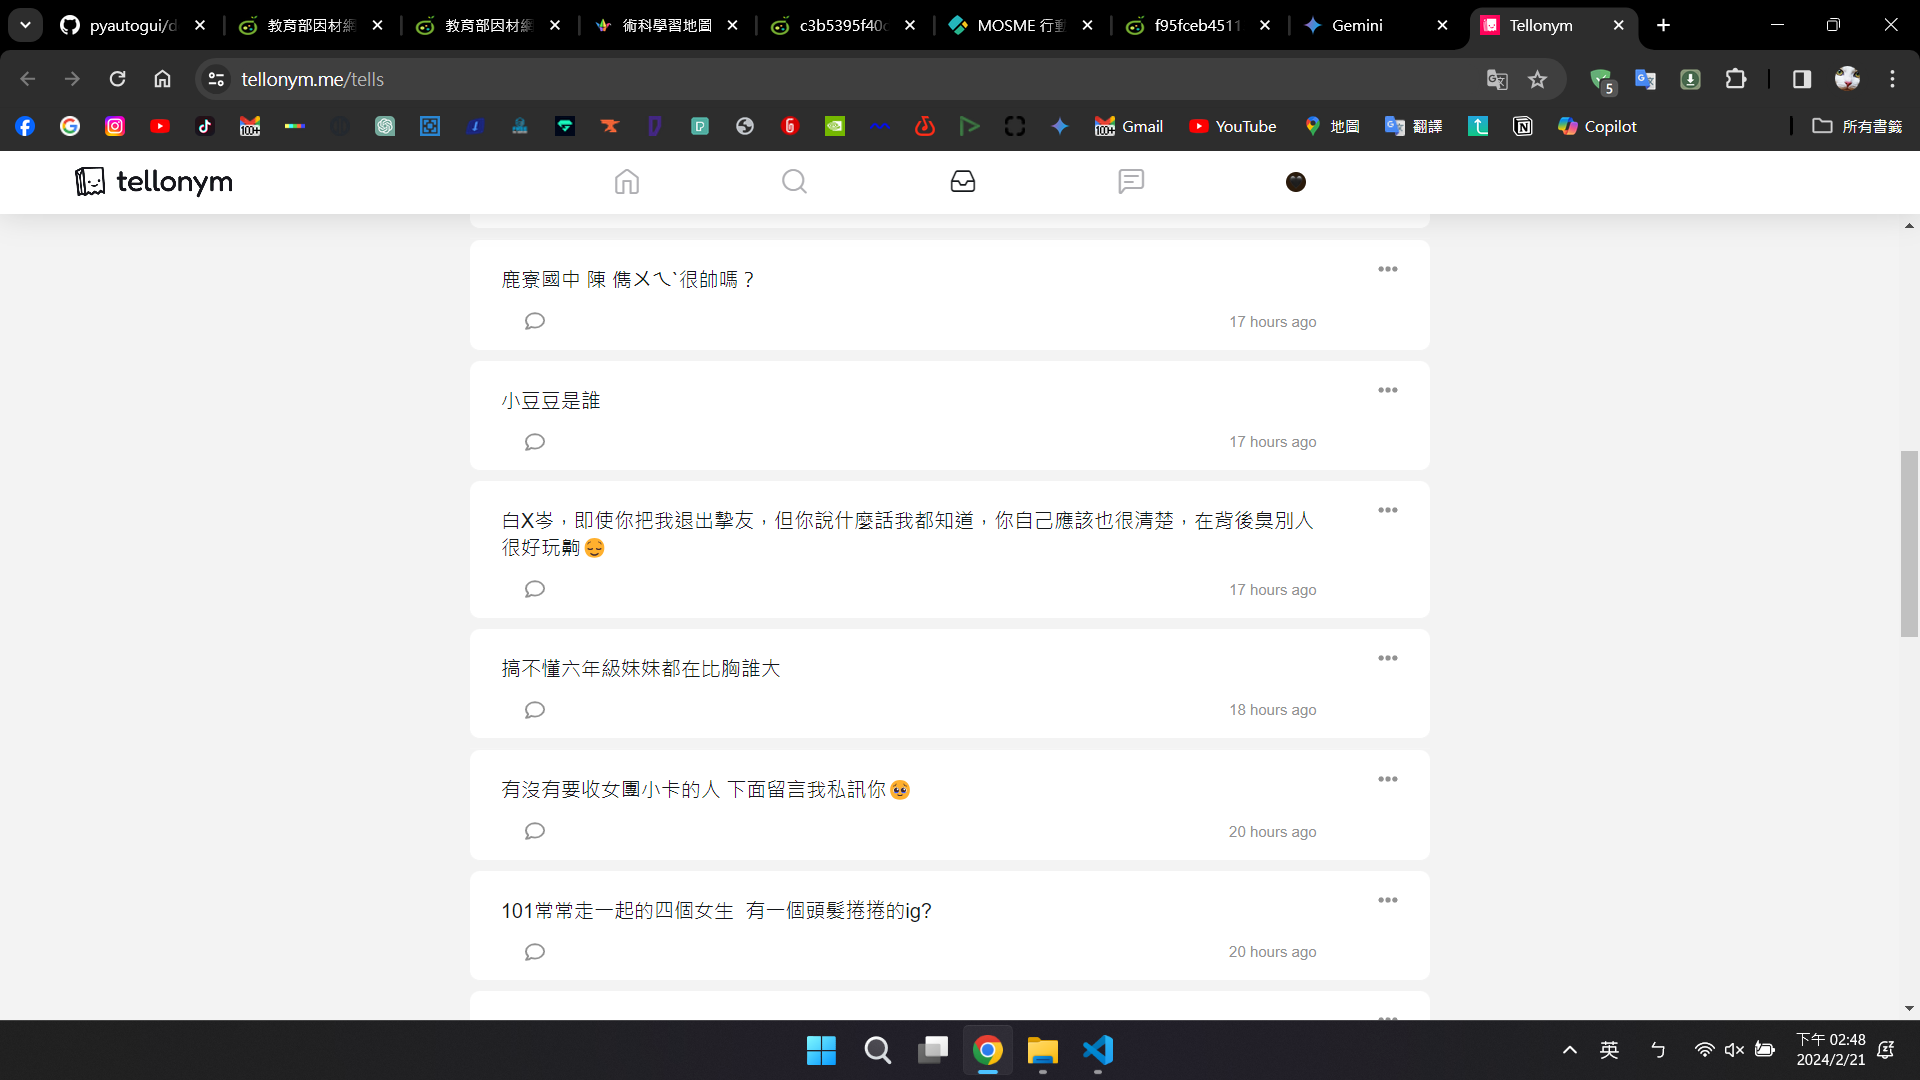 pyautogui/d
教育部因材網
教育部因材網
術科學習地圖
c3b5395f40c
MOSME 行動
f95fceb4511
Gemini
Tellonym
tellonym.me/tells
5
Gmail
YouTube
地圖
翻譯
Copilot
所有書籤
tellonym
鹿寮國中 陳 儁ㄨㄟˋ很帥嗎？
17 hours ago
小豆豆是誰
17 hours ago
白X岑，即使你把我退出摯友，但你說什麼話我都知道，你自己應該也很清楚，在背後臭別人
很好玩齁😌
17 hours ago
搞不懂六年級妹妹都在比胸誰大
18 hours ago
有沒有要收女團小卡的人 下面留言我私訊你🥺
20 hours ago
101常常走一起的四個女生  有一個頭髮捲捲的ig?
20 hours ago
英
ㄅ
下午 02:48
2024/2/21